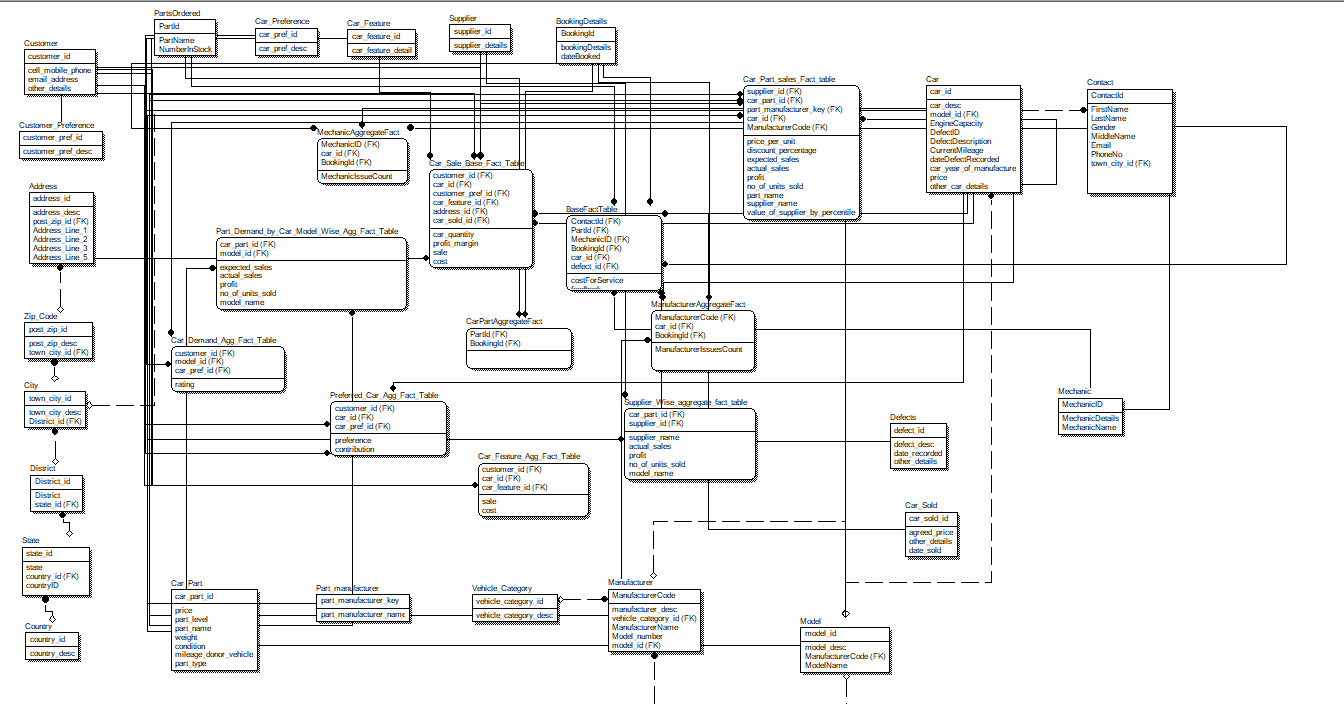 PartsOrdered
PartId
PartName
NumberInStock
Car_Preference
car_pref_id
car_pref_desc
Car_Feature
car_feature_id
car_feature_detail
Supplier
supplier_id
supplier_details
BookingDetails
BookingId
bookingDetails
dateBooked
Customer
customer_id
cell_mobile_phone
email_address
other_details
Customer_Preference
customer_pref_id
customer_pref_desc
MechanicAggregateFact
MechanicID (FK)
car_id (FK)
BookingId (FK)
MechanicIssueCount
Car_Sale_Base_Fact_Table
customer_id (FK)
car_id (FK)
customer_pref_id (FK)
car_feature_id (FK)
address_id (FK)
car_sold_id (FK)
car_quantity
profit_margin
sale
cost
Car_Part_sales_Fact_table
supplier_id (FK)
car_part_id (FK)
part_manufacturer_key (FK)
car_id (FK)
ManufacturerCode (FK)
price_per_unit
discount_percentage
expected_sales
actual_sales
profit
no_of_units_sold
part_name
supplier_name
value_of_supplier_by_percentile
Car
car_id
car_desc
model_id (FK)
EngineCapacity
DefectID
DefectDescription
CurrentMileage
dateDefectRecorded
car_year_of_manufacture
price
other_car_details
Contact
ContactId
FirstName
LastName
Gender
MiddleName
Email
PhoneNo
town_city_id (FK)
Address
address_id
address_desc
post_zip_id (FK)
Address_Line_1
Address_Line_2
Address_Line_3
Address_Line_5
Part_Demand_by_Car_Model_Wise_Agg_Fact_Table
car_part_id (FK)
model_id (FK)
expected_sales
actual_sales
profit
no_of_units_sold
model_name
BaseFactTable
ContactId (FK)
PartId (FK)
MechanicID (FK)
BookingId (FK)
car_id (FK)
defect_id (FK)
costForService
Zip_Code
post_zip_id
post_zip_desc
town_city_id (FK)
Car_Demand_Agg_Fact_Table
customer_id (FK)
model_id (FK)
car_pref_id (FK)
rating
CarPartAggregateFact
PartId (FK)
BookingId (FK)
ManufacturerAggregateFact
ManufacturerCode (FK)
car_id (FK)
BookingId (FK)
ManufacturerIssuesCount
City
town_city_id
town_city_desc
District_id (FK)
Preferred_Car_Agg_Fact_Table
customer_id (FK)
car_id (FK)
car_pref_id (FK)
preference
contribution
Supplier_Wise_aggregate_fact_table
car_part_id (FK)
supplier_id (FK)
supplier_name
actual_sales
profit
no_of_units_sold
model_name
Mechanic
MechanicID
MechanicDetails
MechanicName
Defects
defect_id
defect_desc
date_recorded
other_details
District
District_id
District
state_id (FK)
Car_Feature_Agg_Fact_Table
customer_id (FK)
car_id (FK)
car_feature_id (FK)
sale
cost
Car_Sold
car_sold_id
agreed_price
other_details
date_sold
State
state_id
state
country_id (FK)
countryID
Country
country_id
country_desc
Car_Part
car_part_id
price
part_level
part_name
weight
condition
mileage_donor_vehicle
part_type
Part_manufacturer
part_manufacturer_key
part_manufacturer_name
Vehicle_Category
vehicle_category_id
vehicle_category_desc
Manufacturer
ManufacturerCode
manufacturer_desc
vehicle_category_id (FK)
ManufacturerName
Model_number
model_id (FK)
Model
model_id
model_desc
ManufacturerCode (FK)
ModelName